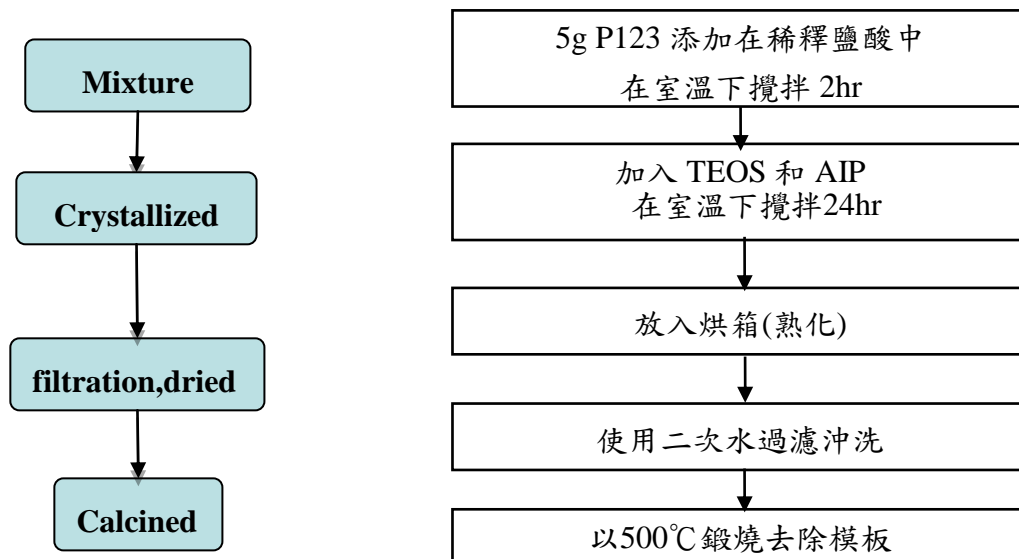 Mixture
Crystallized
filtration,dried
Calcined
5g P123 添加在稀釋鹽酸中
在室溫下攪拌 2hr
加入 TEOS 和 AIP
在室溫下攪拌24hr
放入烘箱(熟化)
使用二次水過濾沖洗
以500℃鍛燒去除模板